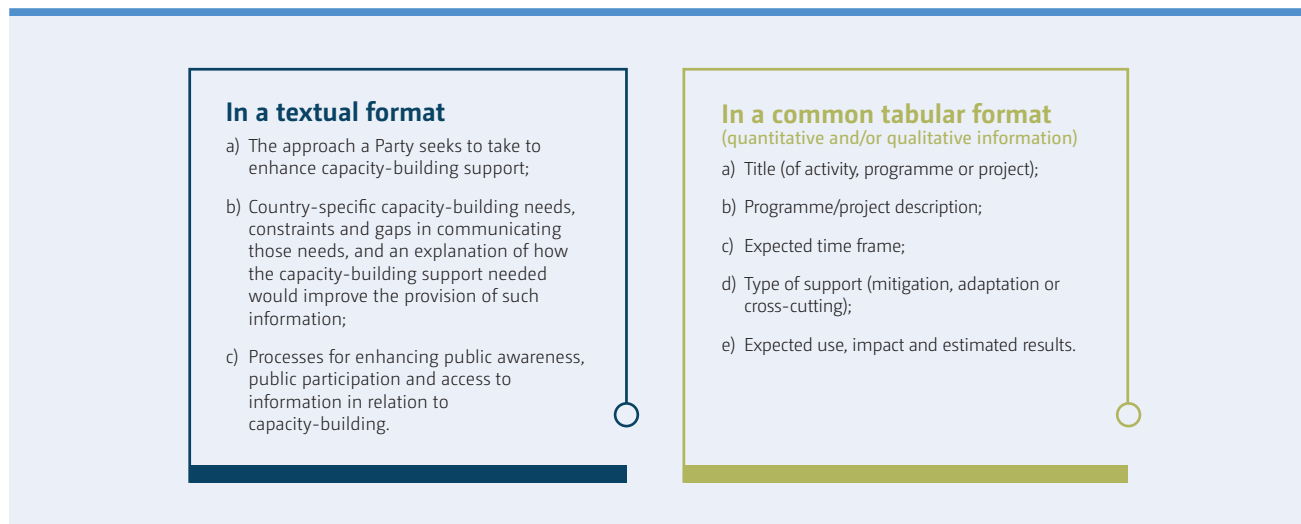 In a textual format
a) The approach a Party seeks to take to
enhance capacity-building support;
b) Country-specific capacity-building needs,
constraints and gaps in communicating
those needs, and an explanation of how
the capacity-building support needed
would improve the provision of such
information;
c) Processes for enhancing public awareness,
public participation and access to
information in relation to
capacity-building.
In a common tabular format
(quantitative and/or qualitative information)
a) Title (of activity, programme or project);
b) Programme/project description;
c) Expected time frame;
d) Type of support (mitigation, adaptation or
cross-cutting);
e) Expected use, impact and estimated results.